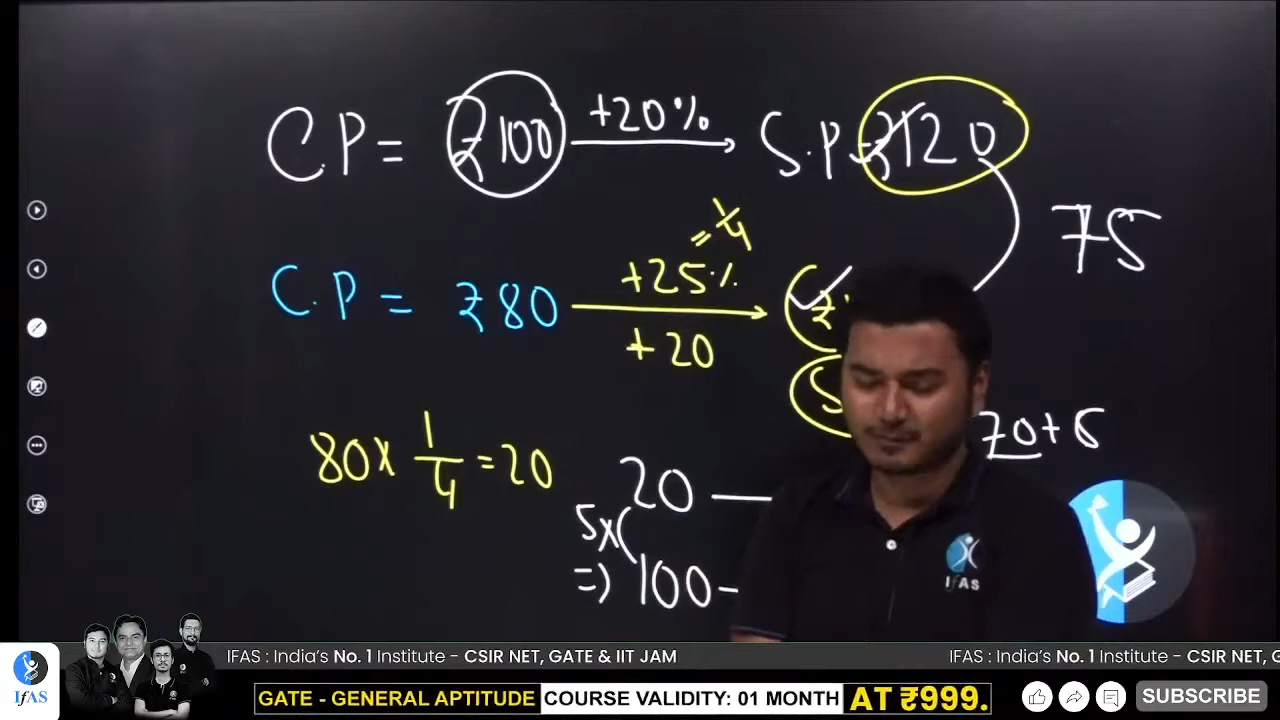 C.P = ₹100 +20% S.P = ₹120
75
= 1/4
C.P = ₹80 +25%
+20
80 × 1/4 = 20
70+5
20 —
5×(
=> 100 –
IFAS
IFAS : India's No. 1 Institute - CSIR NET, GATE & IIT JAM IFAS : India's No. 1 Institute - CSIR NET, G
IFAS
GATE - GENERAL APTITUDE COURSE VALIDITY: 01 MONTH AT ₹999.
SUBSCRIBE